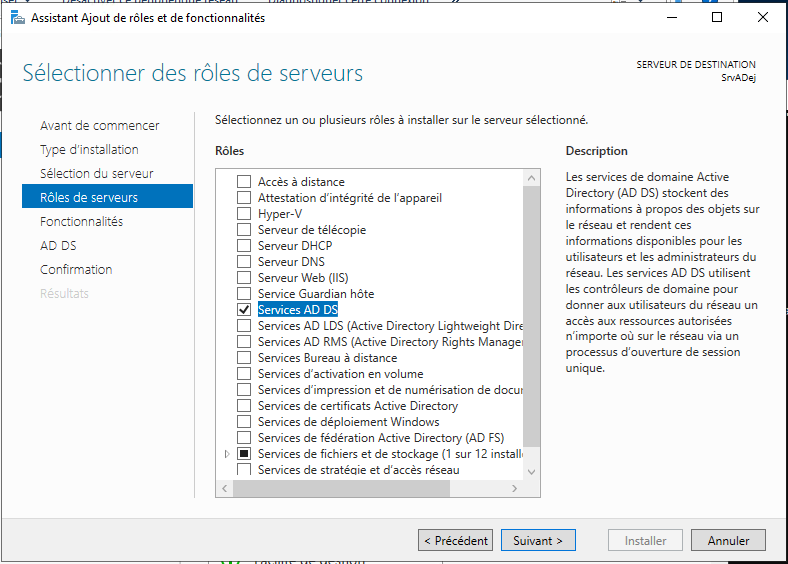 Assistant Ajout de rôles et de fonctionnalités
Sélectionner des rôles de serveurs
SERVEUR DE DESTINATION
SrvADej
Avant de commencer
Type d'installation
Sélection du serveur
Rôles de serveurs
Fonctionnalités
AD DS
Confirmation
Résultats
Sélectionnez un ou plusieurs rôles à installer sur le serveur sélectionné.
Rôles
Accès à distance
Attestation d'intégrité de l'appareil
Hyper-V
Serveur de télécopie
Serveur DHCP
Serveur DNS
Serveur Web (IIS)
Service Guardian hôte
Services AD DS
Services AD LDS (Active Directory Lightweight Dire
Services AD RMS (Active Directory Rights Manager
Services Bureau à distance
Services d'activation en volume
Services d'impression et de numérisation de docu
Services de certificats Active Directory
Services de déploiement Windows
Services de fédération Active Directory (AD FS)
Services de fichiers et de stockage (1 sur 12 install
Services de stratégie et d'accès réseau
Description
Les services de domaine Active
Directory (AD DS) stockent des
informations à propos des objets sur
le réseau et rendent ces
informations disponibles pour les
utilisateurs et les administrateurs du
réseau. Les services AD DS utilisent
les contrôleurs de domaine pour
donner aux utilisateurs du réseau un
accès aux ressources autorisées
n'importe où sur le réseau via un
processus d'ouverture de session
unique.
< Précédent
Suivant >
Installer
Annuler